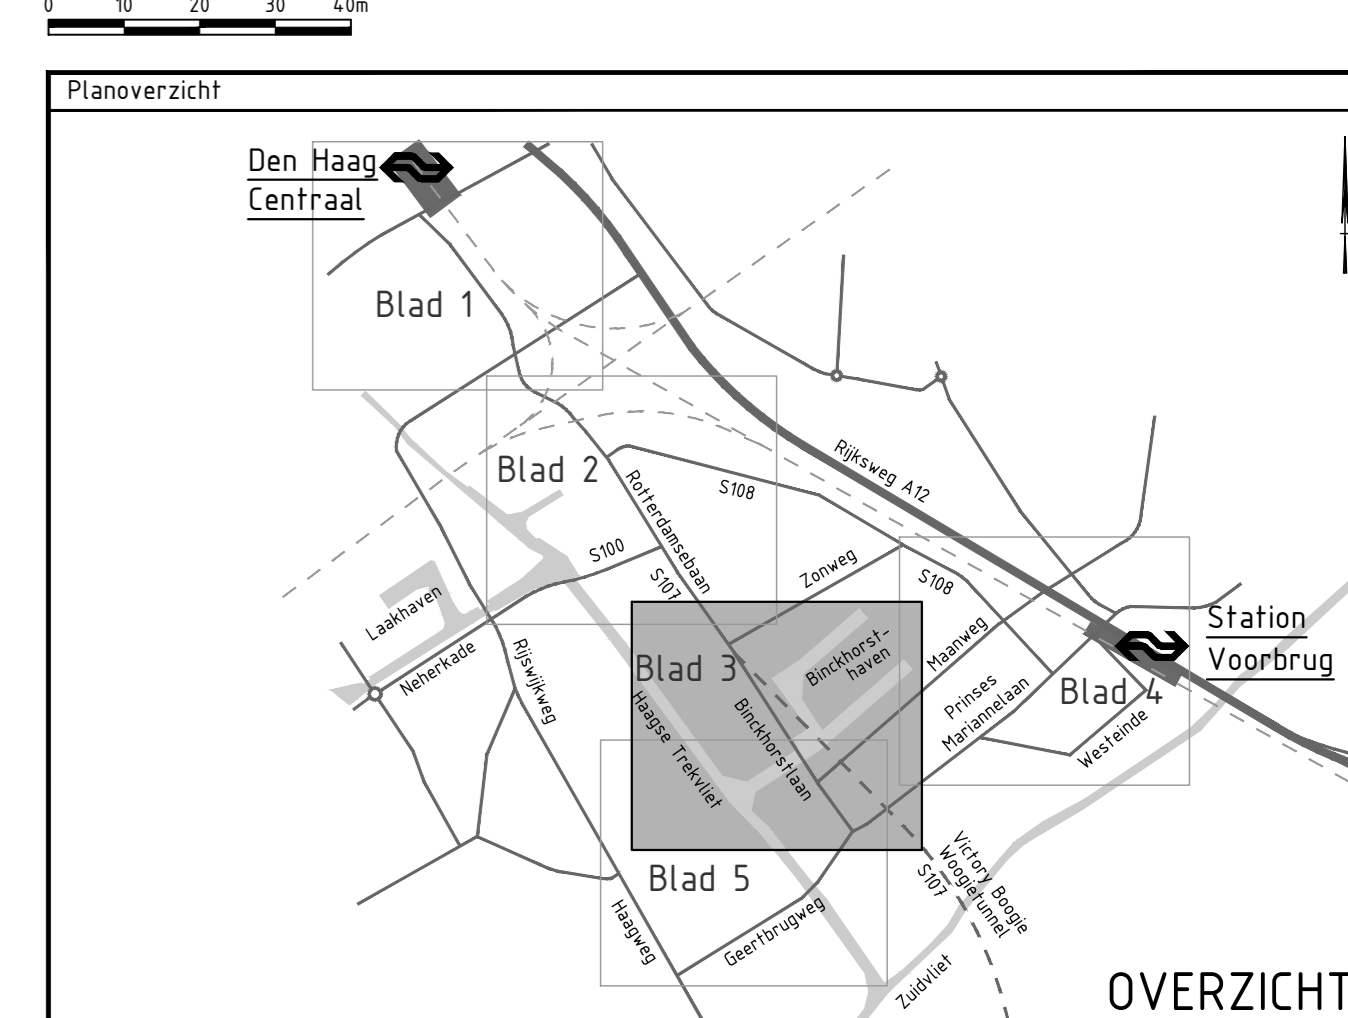 0 10 20 30 40m
Planoverzicht
Den Haag
Centraal
Blad 1
Blad 2
Rijksweg A12
S108
Rotterdamsebaan
S100
S107
Zonweg
S108
Laakhaven
Neherkade
Rijswijkweg
Blad 3
Binckhorst-
haven
Maanweg
Station
Voorbrug
Prinses
Mariannelaan
Blad 4
Westeinde
Haagse Trekvliet
Binckhorstlaan
Blad 5
Victory Boogie
Woogietunnel
S107
Haagweg
Geertbrugweg
Zuidvliet
OVERZICHT